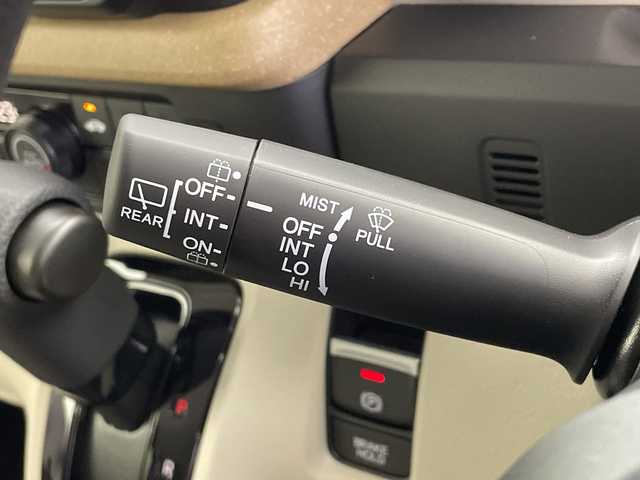 REAR
OFF
INT
ON
MIST
OFF
INT
LO
HI
PULL
P
R
BRAKE
HOLD